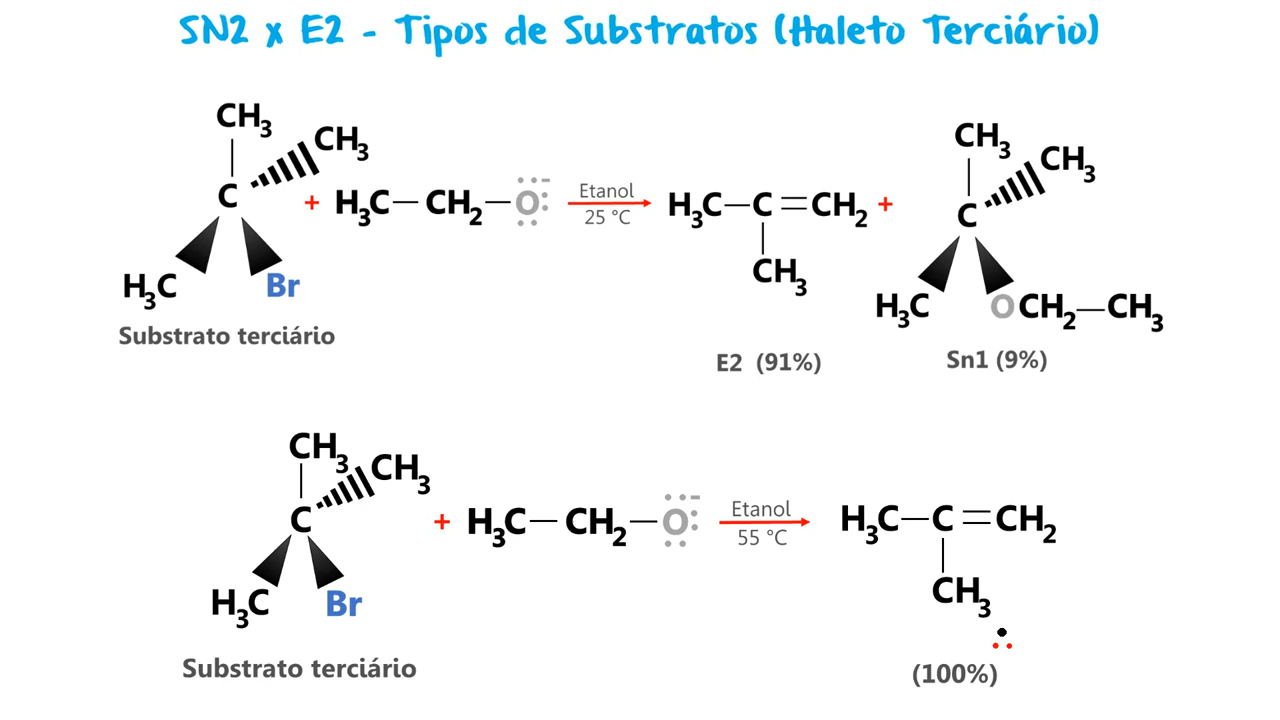 SN2 x E2 - Tipos de Substratos (Haleto Terciário)
CH3
CH3
C
H3C
Br
Substrato terciário
+ H3C—CH2—O:-
Etanol
25 °C
H3C—C=CH2
CH3
+
CH3
CH3
C
H3C
OCH2—CH3
E2 (91%)
Sn1 (9%)
CH3
CH3
C
H3C
Br
Substrato terciário
+ H3C—CH2—O:-
Etanol
55 °C
H3C—C=CH2
CH3
(100%)